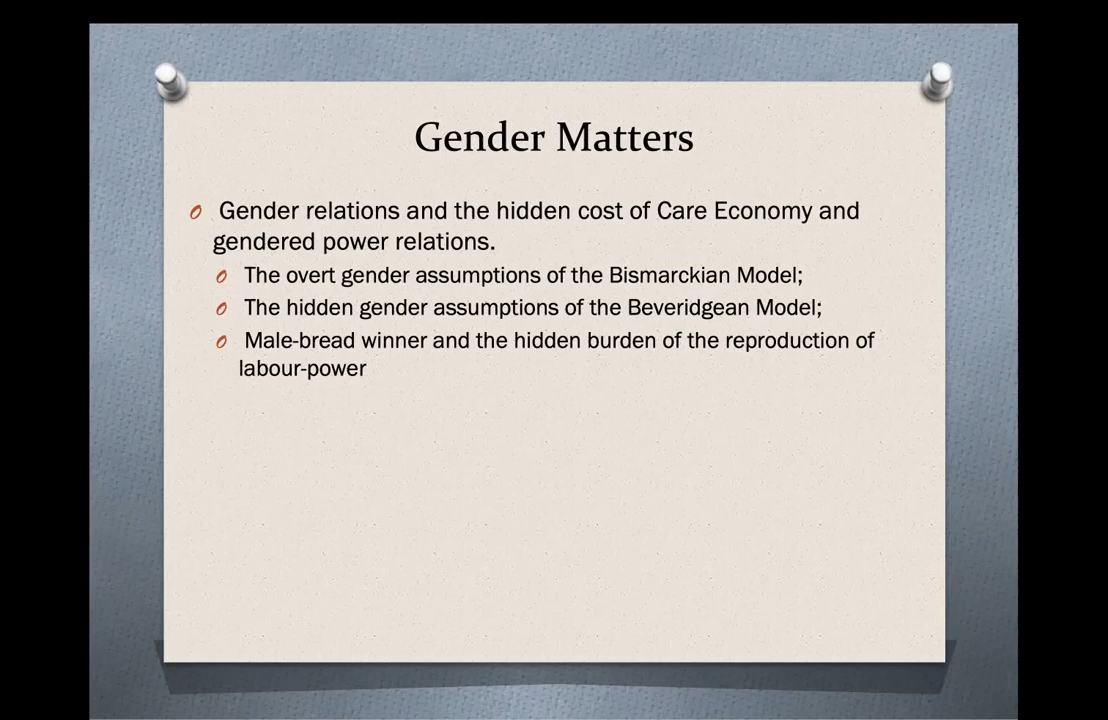 Gender Matters
Gender relations and the hidden cost of Care Economy and
gendered power relations.
The overt gender assumptions of the Bismarckian Model;
The hidden gender assumptions of the Beveridgean Model;
Male-bread winner and the hidden burden of the reproduction of
labour-power